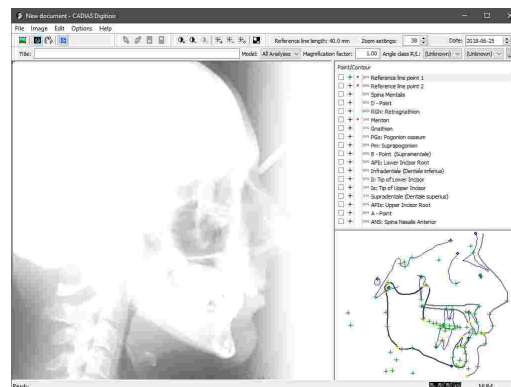 New document - CADIAS Digitizer
File Image Edit Options Help
Reference line length: 40.0 mm Zoom settings: 38 Date: 2018-06-25
Title: Model: All Analyses Magnification factor: 1.00 Angle class R/L: (Unknown) (Unknown)
Point/Contour
Reference line point 1
Reference line point 2
Spina Mentalis
D - Point
RGN: Retrognathion
Menton
Gnathion
PGo: Pogonion osseum
Pm: Suprapogonion
B - Point (Supramentale)
APIi: Lower Incisor Root
Infradentale (Dentale inferius)
Ii: Tip of Lower Incisor
Is: Tip of Upper Incisor
Supradentale (Dentale superius)
APIs: Upper Incisor Root
A - Point
ANS: Spina Nasalis Anterior
Ready
NUM